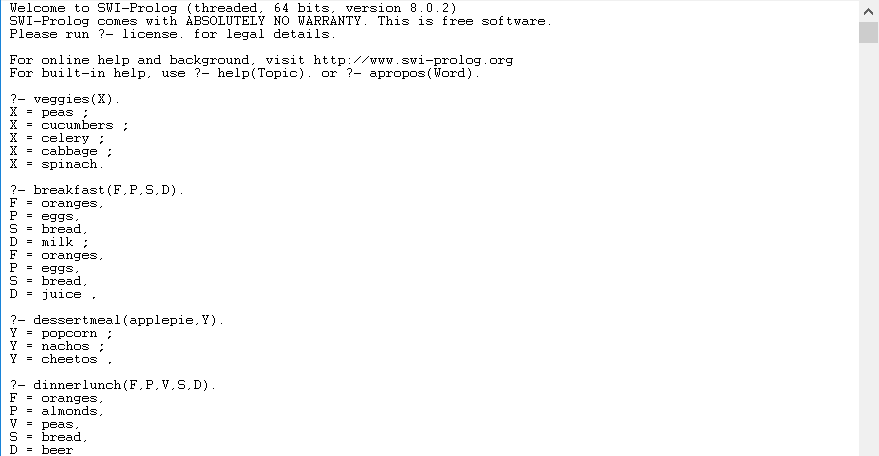 Welcome to SWI-Prolog (threaded, 64 bits, version 8.0.2)
SWI-Prolog comes with ABSOLUTELY NO WARRANTY. This is free software.
Please run ?- license. for legal details.
For online help and background, visit http://www.swi-prolog.org
For built-in help, use ?- help(Topic). or ?- apropos(Word).
?- veggies(X).
X = peas ;
X = cucumbers ;
X = celery ;
X = cabbage ;
X = spinach.
?- breakfast(F,P,S,D).
F = oranges,
P = eggs,
S = bread,
D = milk ;
F = oranges,
P = eggs,
S = bread,
D = juice .
?- dessertmeal(applepie,Y).
Y = popcorn ;
Y = nachos ;
Y = cheetos .
?- dinnerlunch(F,P,V,S,D).
F = oranges,
P = almonds,
V = peas,
S = bread,
D = beer